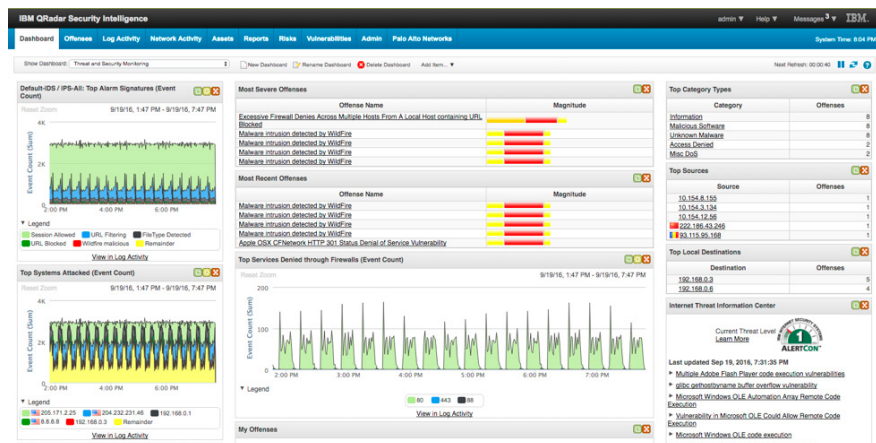 IBM QRadar Security Intelligence
admin ▼ Help ▼ Messages 3 ▼ IBM.
Dashboard Offenses Log Activity Network Activity Assets Reports Risks Vulnerabilities Admin Palo Alto Networks
System Time: 8:04 PM
Show Dashboard: Threat and Security Monitoring
New Dashboard Rename Dashboard Delete Dashboard Add Item... ▼
Next Refresh: 00:00:40
Default-IDS / IPS-All: Top Alarm Signatures (Event
Count)
Reset Zoom 9/19/16, 1:47 PM - 9/19/16, 7:47 PM
Event Count (Sum)
4K
2K
0
2:00 PM 4:00 PM 6:00 PM
▼ Legend
Session Allowed URL Filtering FileType Detected
URL Blocked Wildfire malicious Remainder
View in Log Activity
Top Systems Attacked (Event Count)
Reset Zoom 9/19/16, 1:47 PM - 9/19/16, 7:47 PM
Event Count (Sum)
4K
2K
0
2:00 PM 4:00 PM 6:00 PM
▼ Legend
205.171.2.25 204.232.231.46 192.168.0.1
8.8.8.8 192.168.0.3 Remainder
View in Log Activity
Most Severe Offenses
Offense Name Magnitude
Excessive Firewall Denies Across Multiple Hosts From A Local Host containing URL
Blocked
Malware intrusion detected by WildFire
Malware intrusion detected by WildFire
Malware intrusion detected by WildFire
Malware intrusion detected by WildFire
Most Recent Offenses
Offense Name Magnitude
Malware intrusion detected by WildFire
Malware intrusion detected by WildFire
Malware intrusion detected by WildFire
Malware intrusion detected by WildFire
Apple OSX CFNetwork HTTP 301 Status Denial of Service Vulnerability
Top Services Denied through Firewalls (Event Count)
Reset Zoom 9/19/16, 1:47 PM - 9/19/16, 7:47 PM
Event Count (Sum)
200
100
0
2:00 PM 3:00 PM 4:00 PM 5:00 PM 6:00 PM 7:00 PM
▼ Legend
80 443 88
View in Log Activity
My Offenses
Top Category Types
Category Offenses
Information 8
Malicious Software 8
Unknown Malware 8
Access Denied 2
Misc DoS 2
Top Sources
Source Offenses
10.154.8.155 1
10.154.3.134 1
10.154.12.56 1
222.186.43.246 1
93.115.95.168 1
Top Local Destinations
Destination Offenses
192.168.0.3 5
192.168.0.6 4
Internet Threat Information Center
Current Threat Level
Learn More
INTERNET SECURITY SYSTEMS
1
ALERTCON
Last updated Sep 19, 2016, 7:31:35 PM
Multiple Adobe Flash Player code execution vulnerabilities
glibc gethostbyname buffer overflow vulnerability
Microsoft Windows OLE Automation Array Remote Code
Execution
Vulnerability in Microsoft OLE Could Allow Remote Code
Execution
Microsoft Windows OLE code execution